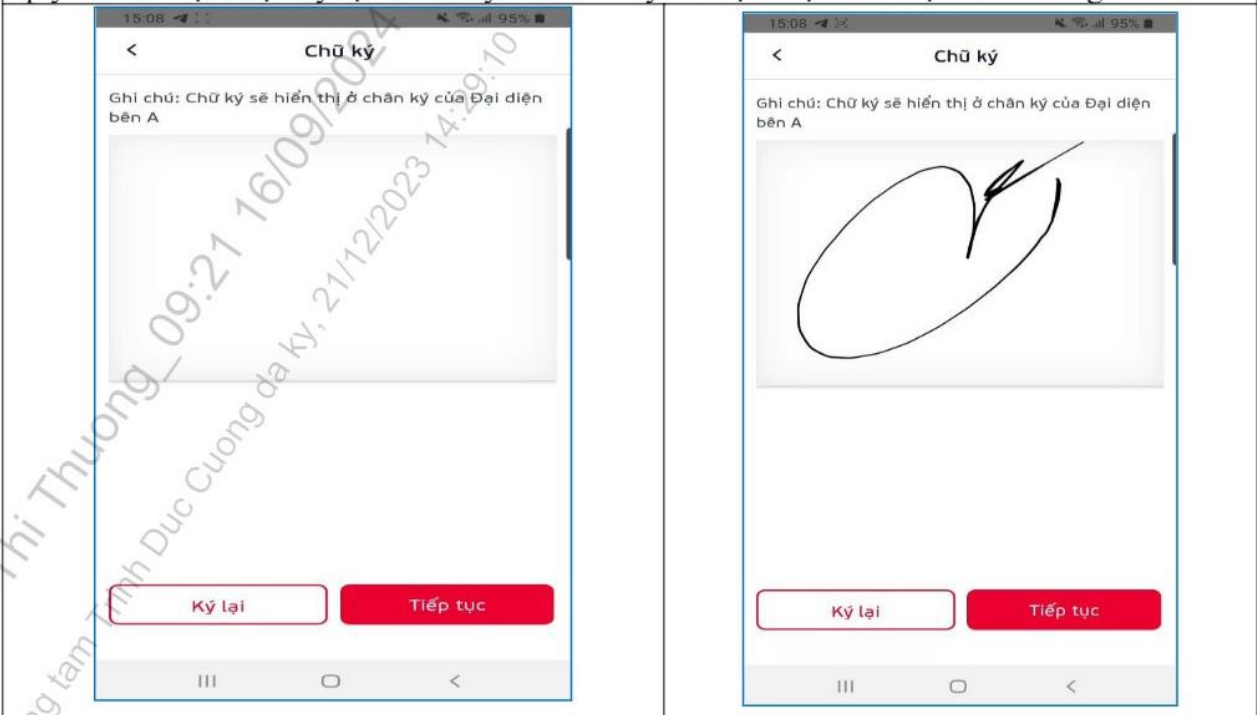 15:08
95%
Chữ ký
Ghi chú: Chữ ký sẽ hiển thị ở chân ký của Đại diện
bên A
Ký lại
Tiếp tục
15:08
95%
Chữ ký
Ghi chú: Chữ ký sẽ hiển thị ở chân ký của Đại diện
bên A
Ký lại
Tiếp tục
Thi Thuong_09:21 16/09/2024
tam Trinh Duc Cuong da ky, 21/12/2023 14:29:10